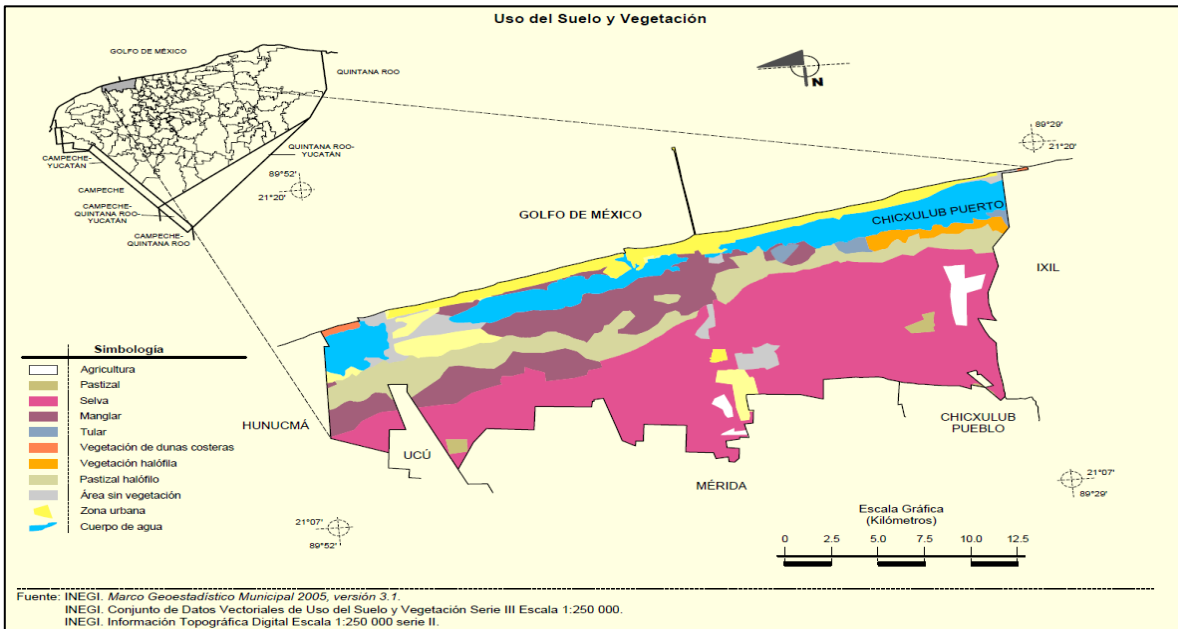 Uso del Suelo y Vegetación
GOLFO DE MÉXICO
QUINTANA ROO
CAMPECHE-
YUCATÁN
CAMPECHE
CAMPECHE-
QUINTANA ROO-
YUCATÁN
CAMPECHE-
QUINTANA ROO
QUINTANA ROO-
YUCATÁN
89°52'
21°20'
N
89°29'
21°20'
GOLFO DE MÉXICO
CHICXULUB PUERTO
IXIL
HUNUCMÁ
UCÚ
MÉRIDA
CHICXULUB
PUEBLO
21°07'
89°29'
21°07'
89°52'
Simbología
Agricultura
Pastizal
Selva
Manglar
Tular
Vegetación de dunas costeras
Vegetación halófila
Pastizal halófilo
Área sin vegetación
Zona urbana
Cuerpo de agua
Escala Gráfica
(Kilómetros)
0 2.5 5.0 7.5 10.0 12.5
Fuente: INEGI. Marco Geoestadístico Municipal 2005, versión 3.1.
INEGI. Conjunto de Datos Vectoriales de Uso del Suelo y Vegetación Serie III Escala 1:250 000.
INEGI. Información Topográfica Digital Escala 1:250 000 serie II.